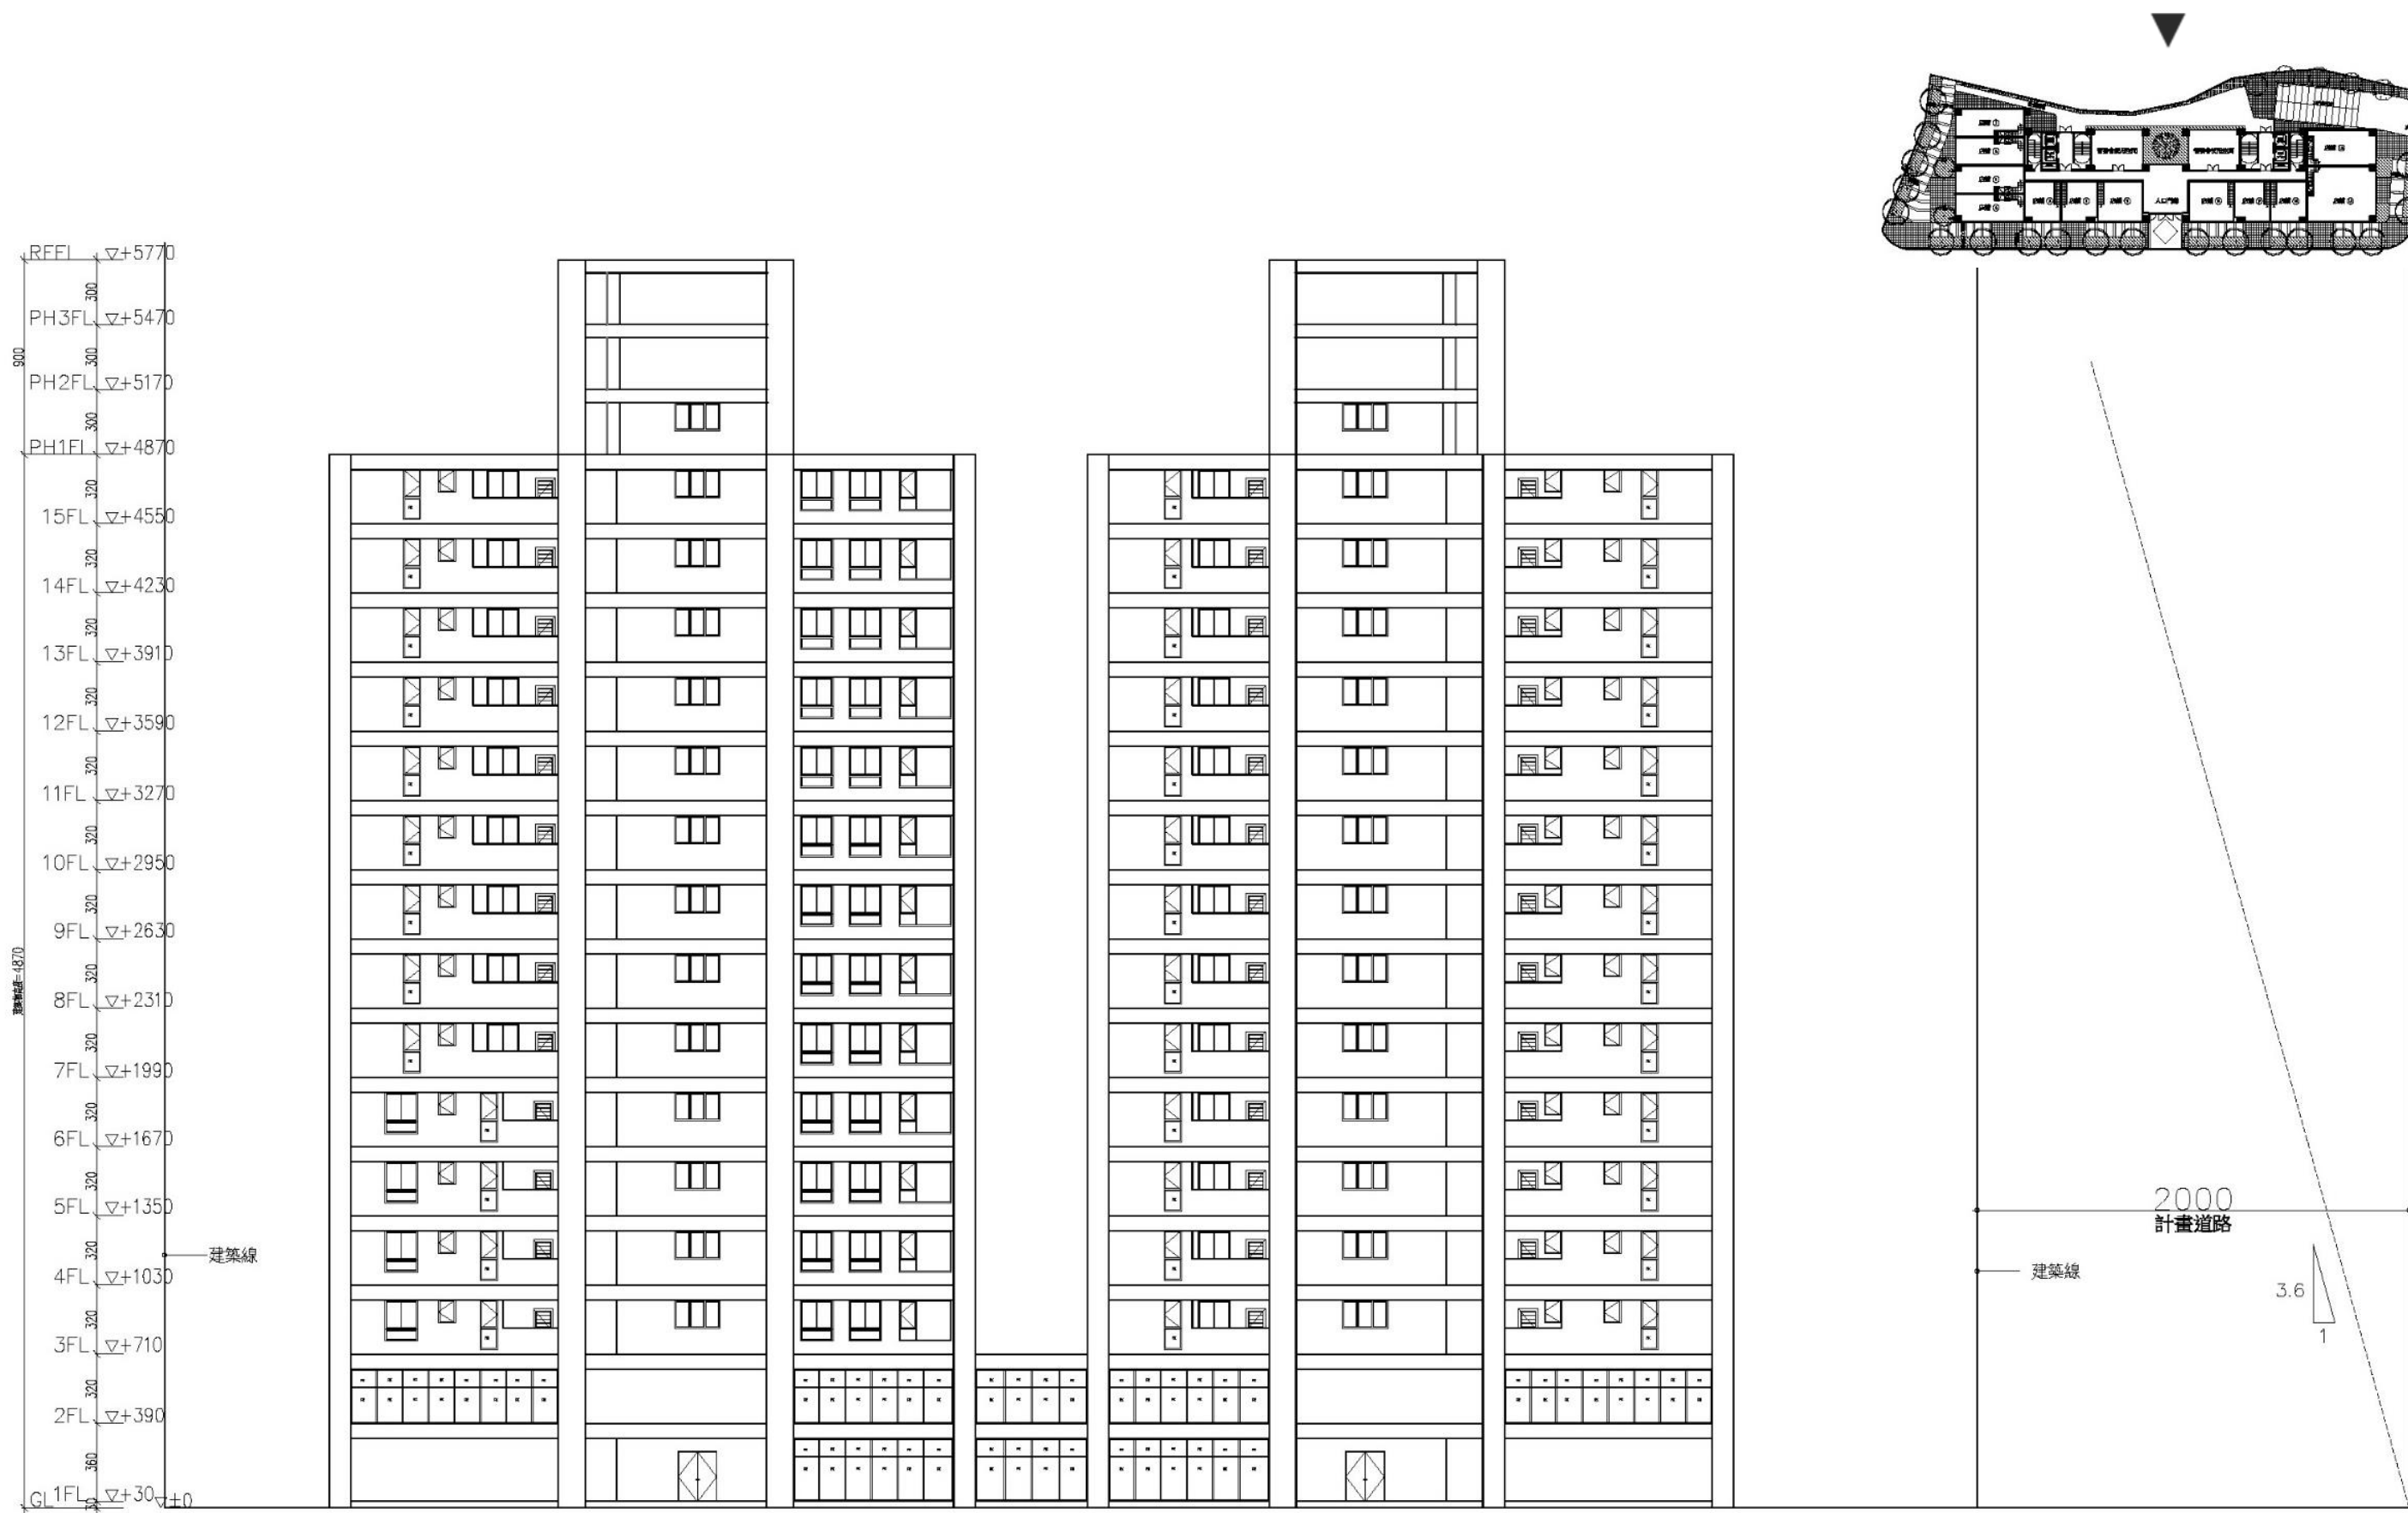 RFFL ▽+5770
300
PH3FL ▽+5470
300
900
PH2FL ▽+5170
300
PH1FL ▽+4870
320
15FL ▽+4550
320
14FL ▽+4230
320
13FL ▽+3910
320
12FL ▽+3590
320
11FL ▽+3270
320
10FL ▽+2950
320
9FL ▽+2630
320
8FL ▽+2310
320
7FL ▽+1990
320
6FL ▽+1670
320
5FL ▽+1350
320
4FL ▽+1030
320
3FL ▽+710
320
2FL ▽+390
360
1FL ▽+30
30
GL ▽±0
=4870
建築線
2000
計畫道路
建築線
3.6
1